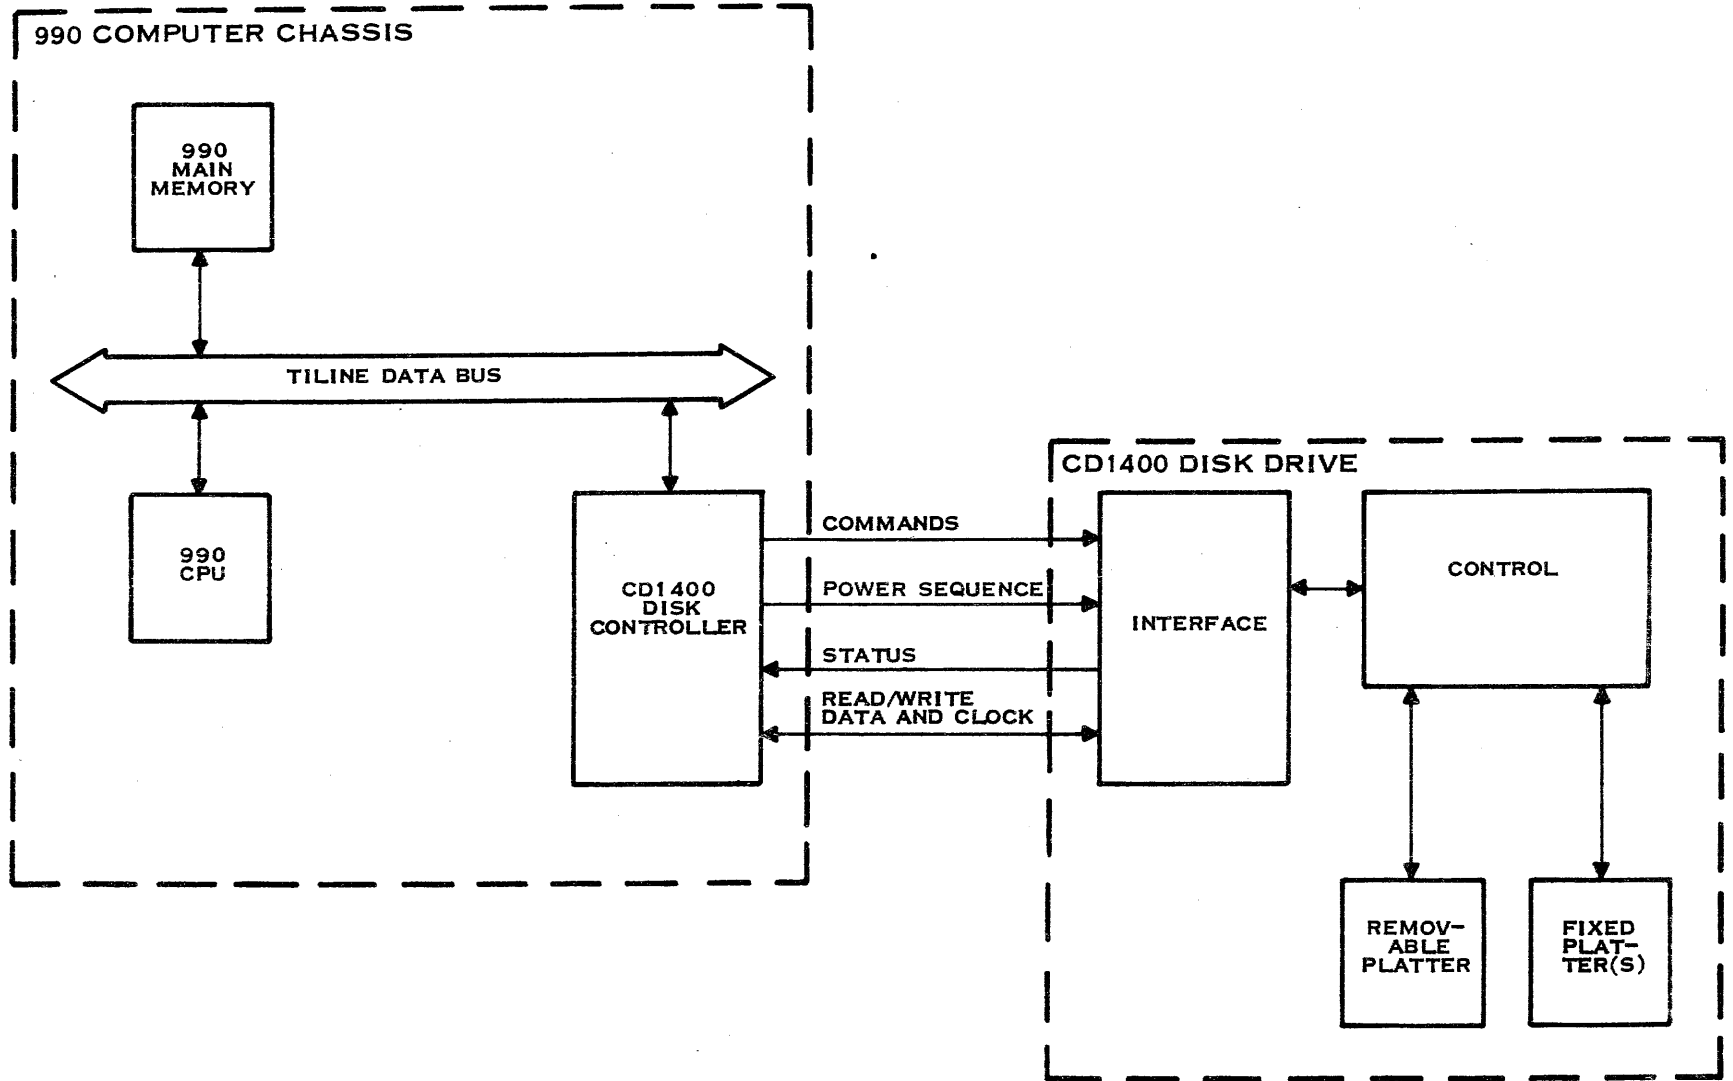 990 COMPUTER CHASSIS
990
MAIN
MEMORY
TILINE DATA BUS
990
CPU
CD1400
DISK
CONTROLLER
COMMANDS
POWER SEQUENCE
STATUS
READ/WRITE
DATA AND CLOCK
CD1400 DISK DRIVE
INTERFACE
CONTROL
REMOV-
ABLE
PLATTER
FIXED
PLAT-
TER(S)